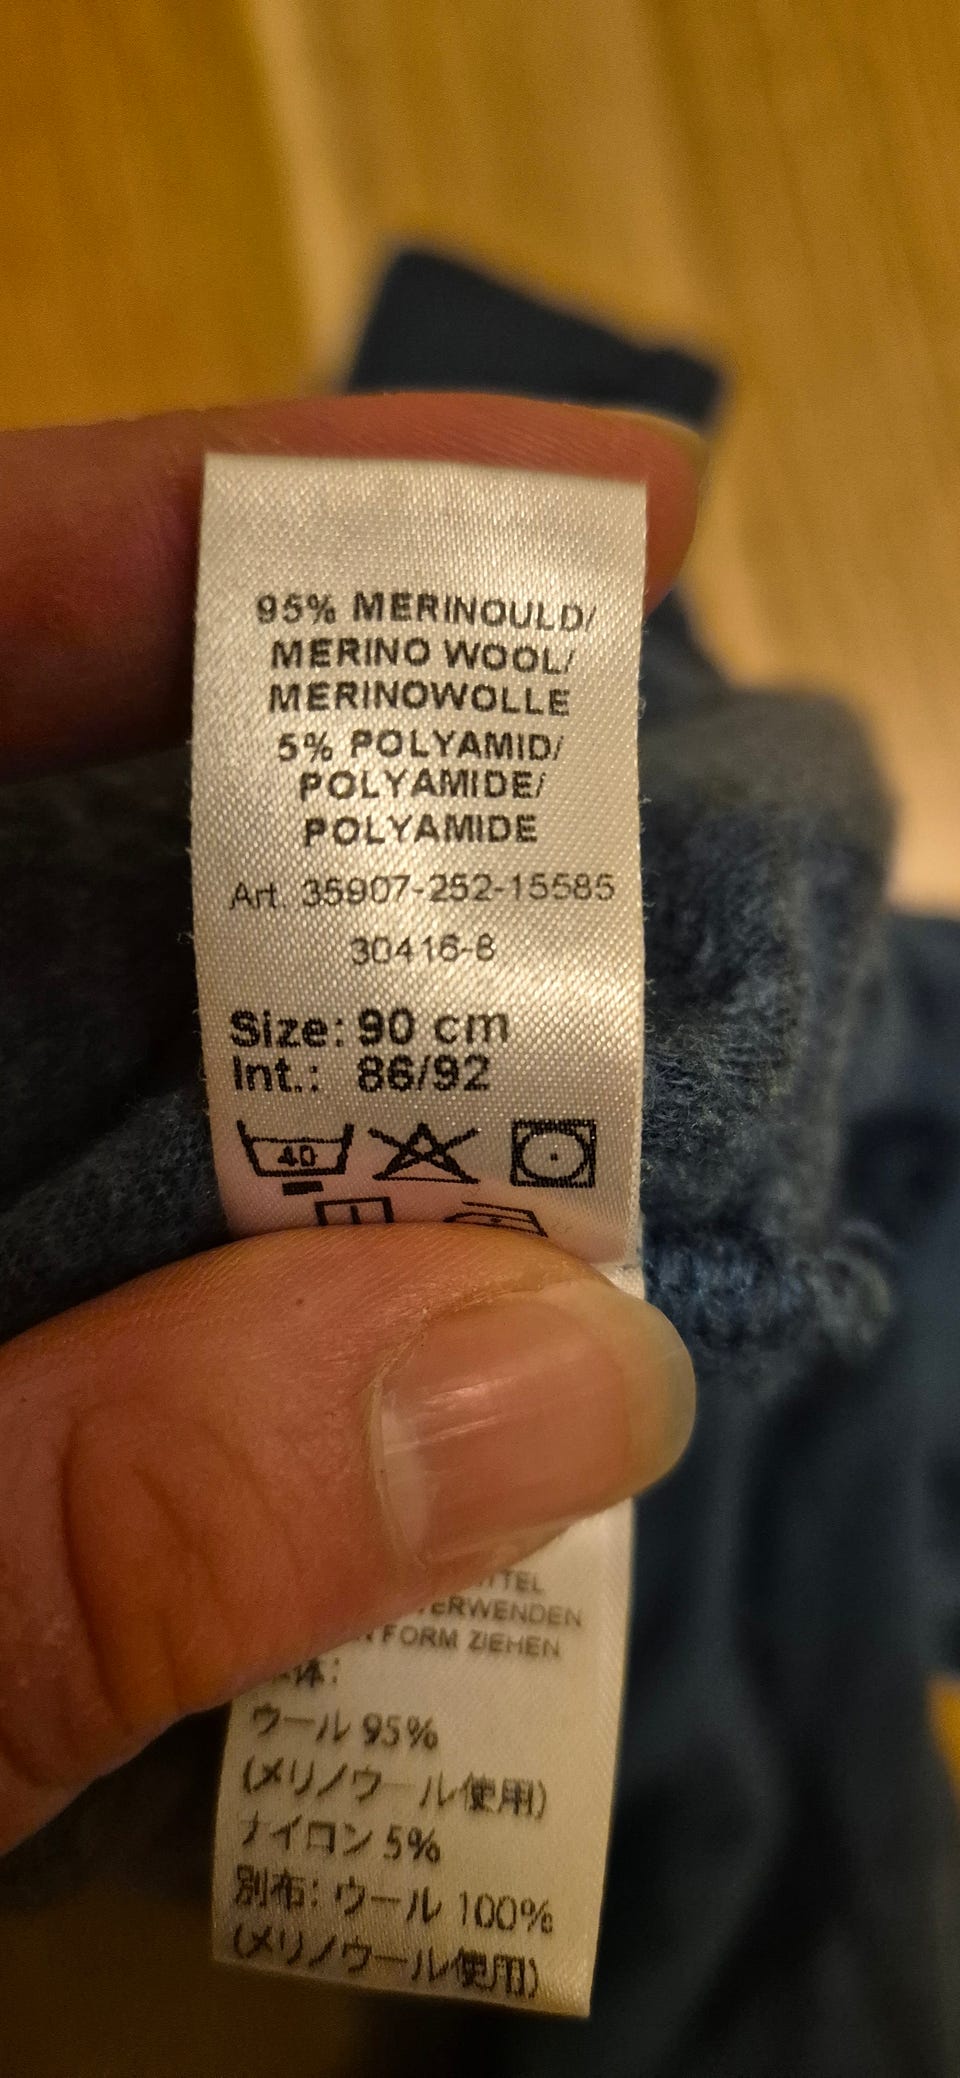 95% MERINOULD/
MERINO WOOL/
MERINOWOLLE
5% POLYAMID/
POLYAMIDE/
POLYAMIDE
Art. 35907-252-15585
30416-8
Size: 90 cm
Int.: 86/92
40
FORM ZIEHEN
ウール 95%
(メリノウール使用)
ナイロン 5%
別布: ウール 100%
(メリノウール使用)